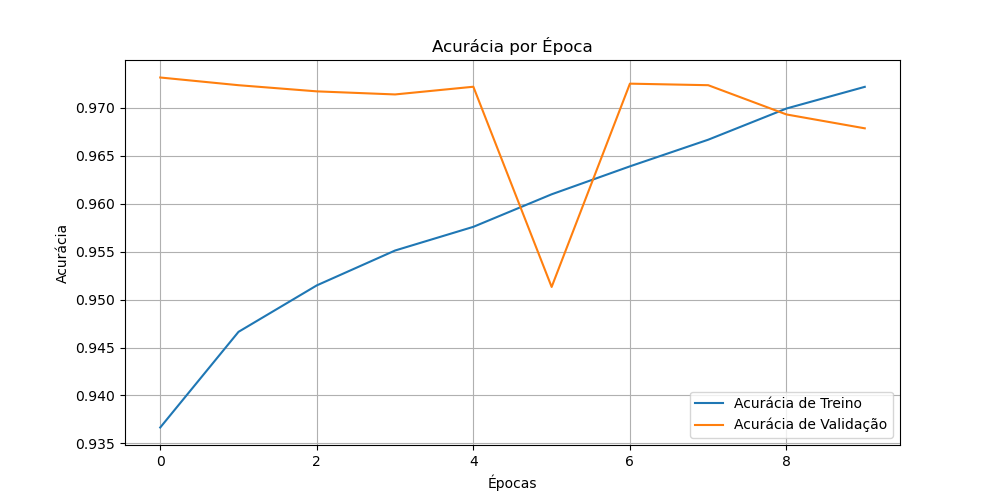 Acurácia por Época
Acurácia
0.970
0.965
0.960
0.955
0.950
0.945
0.940
0.935
0 2 4 6 8
Épocas
Acurácia de Treino
Acurácia de Validação